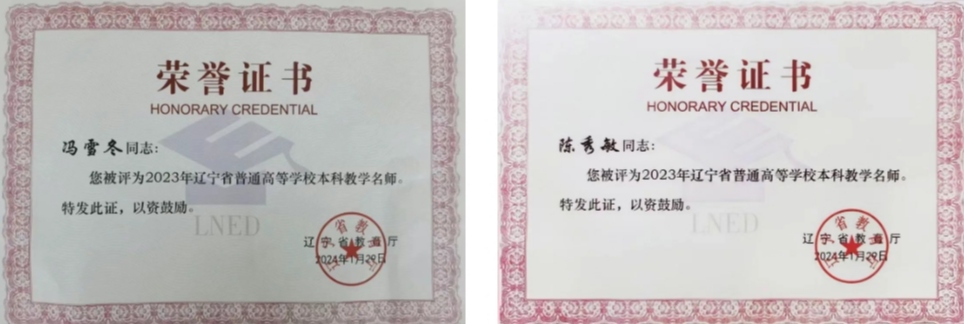 荣誉证书
HONORARY CREDENTIAL
冯雪冬同志：
您被评为2023年辽宁省普通高等学校本科教学名师。
特发此证，以资鼓励。
LNED
辽宁省教育厅
2024年1月29日
荣誉证书
HONORARY CREDENTIAL
陈秀敏同志：
您被评为2023年辽宁省普通高等学校本科教学名师。
特发此证，以资鼓励。
LNED
辽宁省教育厅
2024年1月29日